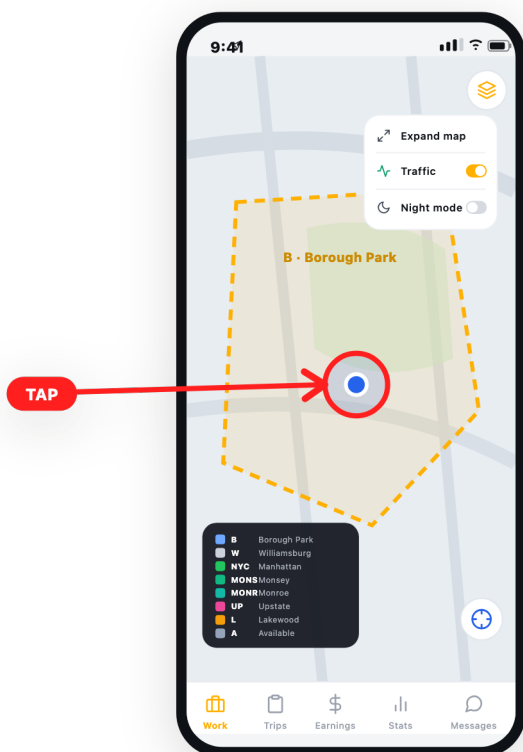 9:41
Expand map
Traffic
Night mode
B · Borough Park
TAP
B Borough Park
W Williamsburg
NYC Manhattan
MONS Monsey
MONR Monroe
UP Upstate
L Lakewood
A Available
Work Trips Earnings Stats Messages